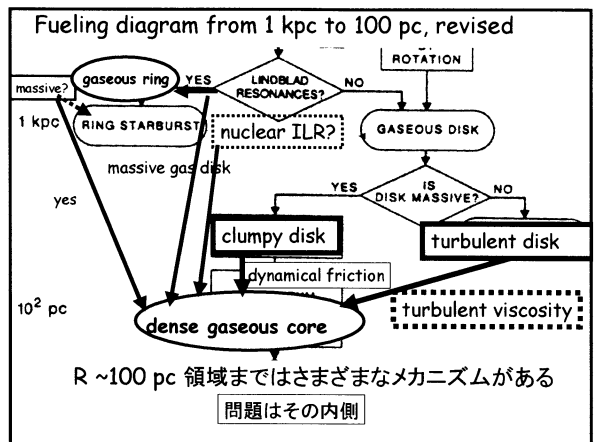 Fueling diagram from 1 kpc to 100 pc, revised
ROTATION
gaseous ring
YES
LINDBLAD
RESONANCES?
NO
massive?
1 kpc
RING STARBURST
nuclear ILR?
GASEOUS DISK
massive gas disk
yes
YES
IS
DISK MASSIVE?
NO
clumpy disk
turbulent disk
dynamical friction
10² pc
dense gaseous core
turbulent viscosity
R ~100 pc 領域まではさまざまなメカニズムがある
問題はその内側